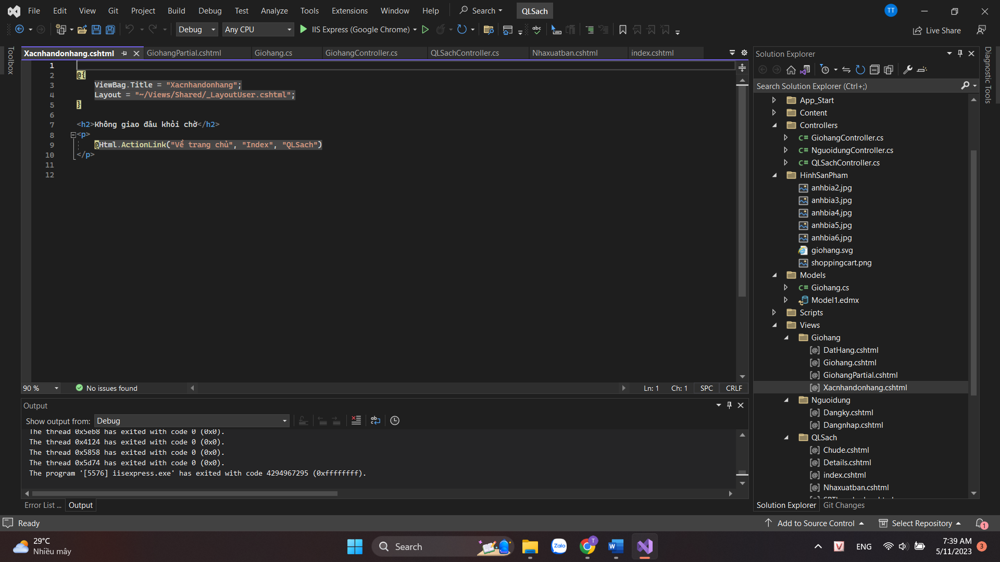 File Edit View Git Project Build Debug Test Analyze Tools Extensions Window Help Search QLSach TT
Debug Any CPU IIS Express (Google Chrome) Live Share
Toolbox
Xacnhandonhang.cshtml GiohangPartial.cshtml Giohang.cs GiohangController.cs QLSachController.cs Nhaxuatban.cshtml index.cshtml
1
2 @{
3 ViewBag.Title = "Xacnhandonhang";
4 Layout = "~/Views/Shared/_LayoutUser.cshtml";
5 }
6
7 <h2>Không giao đâu khỏi chờ</h2>
8 <p>
9 @Html.ActionLink("Về trang chủ", "Index", "QLSach")
10 </p>
11
12
90 % No issues found Ln: 1 Ch: 1 SPC CRLF
Output
Show output from: Debug
The thread 0x5eb8 has exited with code 0 (0x0).
The thread 0x4124 has exited with code 0 (0x0).
The thread 0x5858 has exited with code 0 (0x0).
The thread 0x5d74 has exited with code 0 (0x0).
The program '[5576] iisexpress.exe' has exited with code 4294967295 (0xffffffff).
Error List ... Output
Solution Explorer
Search Solution Explorer (Ctrl+;)
App_Start
Content
Controllers
C# GiohangController.cs
C# NguoidungController.cs
C# QLSachController.cs
HinhSanPham
anhbia2.jpg
anhbia3.jpg
anhbia4.jpg
anhbia5.jpg
anhbia6.jpg
giohang.svg
shoppingcart.png
Models
C# Giohang.cs
Model1.edmx
Scripts
Views
Giohang
[@] DatHang.cshtml
[@] Giohang.cshtml
[@] GiohangPartial.cshtml
[@] Xacnhandonhang.cshtml
Nguoidung
[@] Dangky.cshtml
[@] Dangnhap.cshtml
QLSach
[@] Chude.cshtml
[@] Details.cshtml
[@] index.cshtml
[@] Nhaxuatban.cshtml
Solution Explorer Git Changes
Diagnostic Tools
Ready Add to Source Control Select Repository 1
29°C
Nhiều mây
Search
Zalo
ENG
7:39 AM
5/11/2023
3